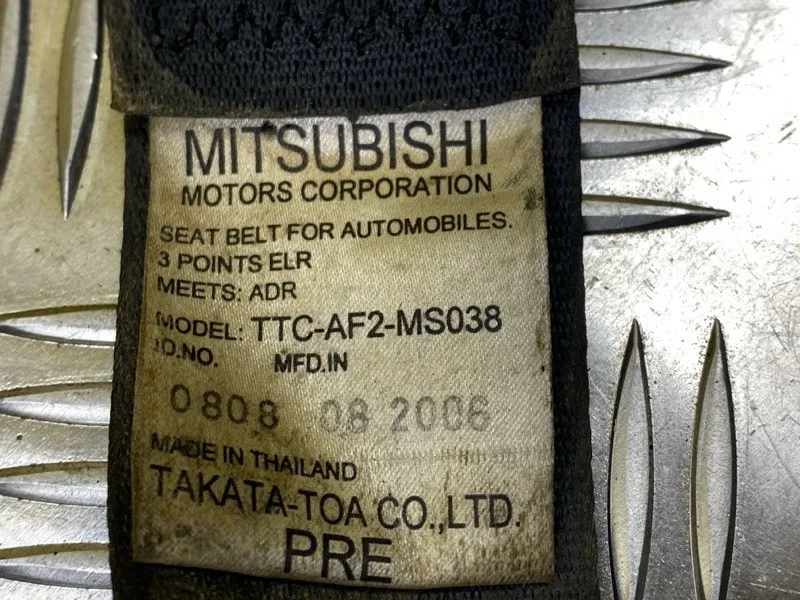 MITSUBISHI
MOTORS CORPORATION
SEAT BELT FOR AUTOMOBILES.
3 POINTS ELR
MEETS: ADR
MODEL: TTC-AF2-MS038
I.D.NO. MFD.IN
0808 08 2006
MADE IN THAILAND
TAKATA-TOA CO.,LTD.
PRE